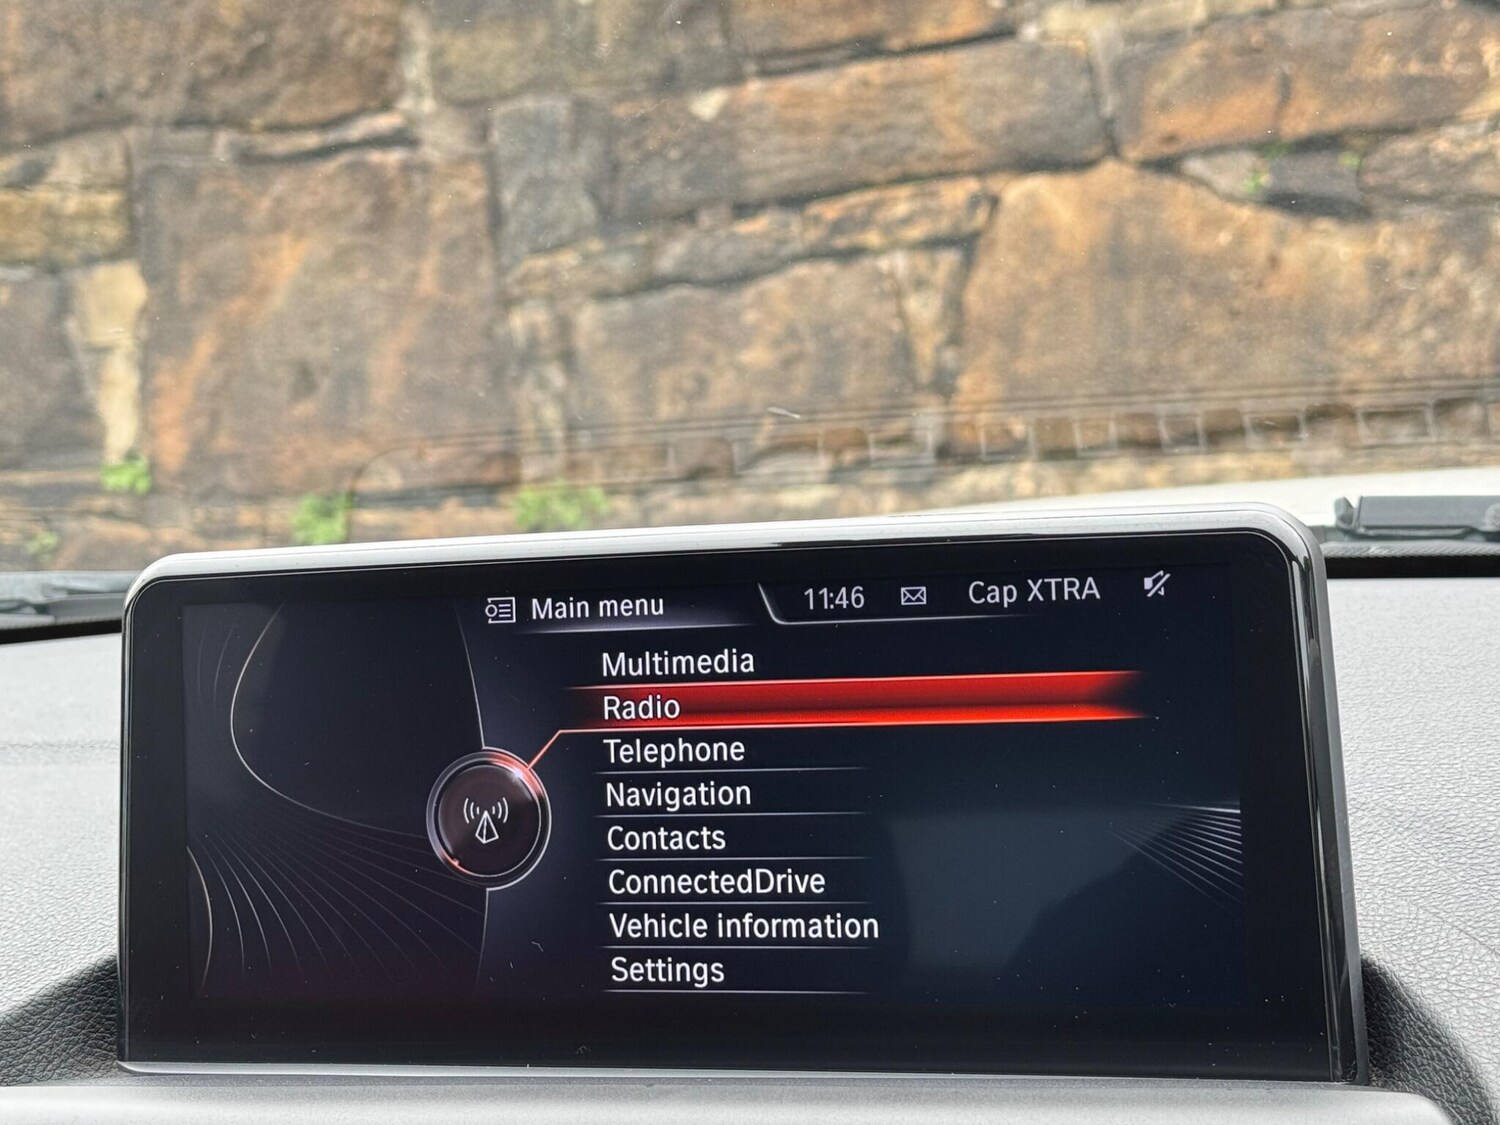 Main menu 11:46 Cap XTRA
Multimedia
Radio
Telephone
Navigation
Contacts
ConnectedDrive
Vehicle information
Settings